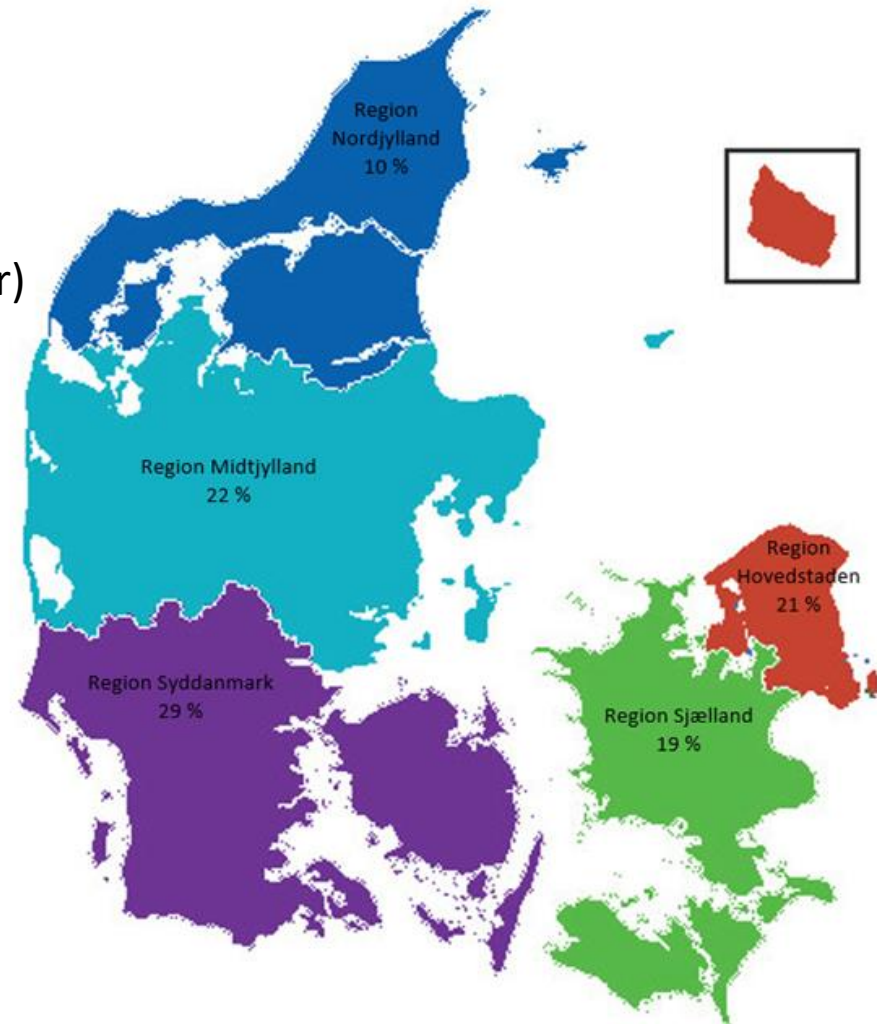 Region
Nordjylland
10 %
r)
Region Midtjylland
22 %
Region
Hovedstaden
21 %
Region Syddanmark
29 %
Region Sjælland
19 %